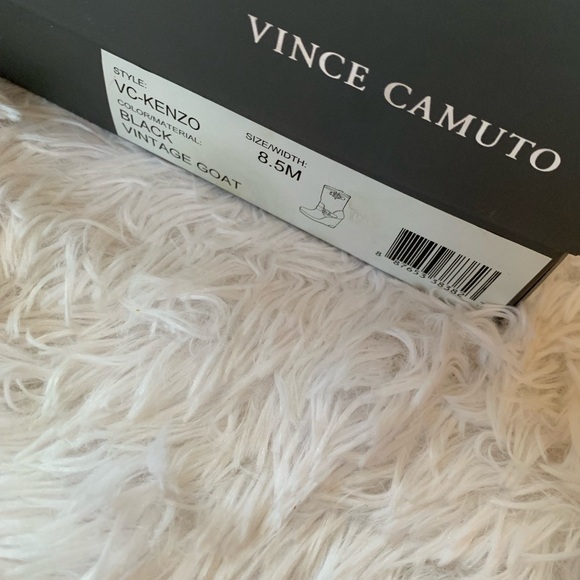 VINCE CAMUTO
STYLE:
VC-KENZO
COLOR/MATERIAL:
BLACK
VINTAGE GOAT
SIZE/WIDTH:
8.5M